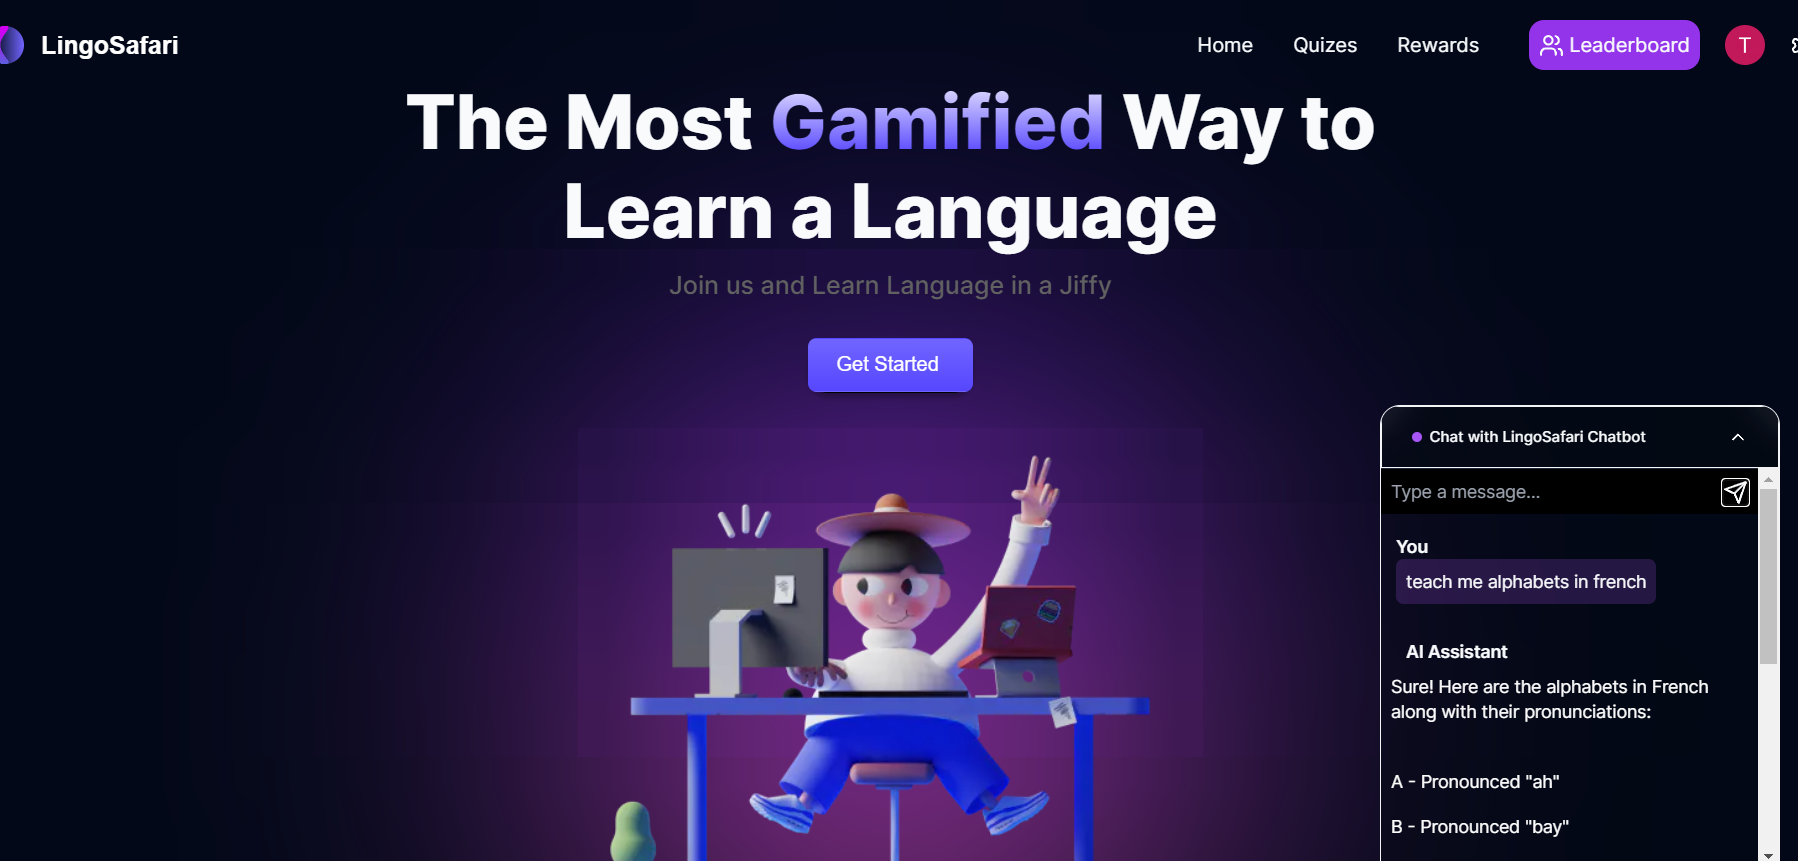 LingoSafari
Home
Quizes
Rewards
Leaderboard
T
The Most Gamified Way to
Learn a Language
Join us and Learn Language in a Jiffy
Get Started
Chat with LingoSafari Chatbot
Type a message...
You
teach me alphabets in french
AI Assistant
Sure! Here are the alphabets in French
along with their pronunciations:
A - Pronounced "ah"
B - Pronounced "bay"